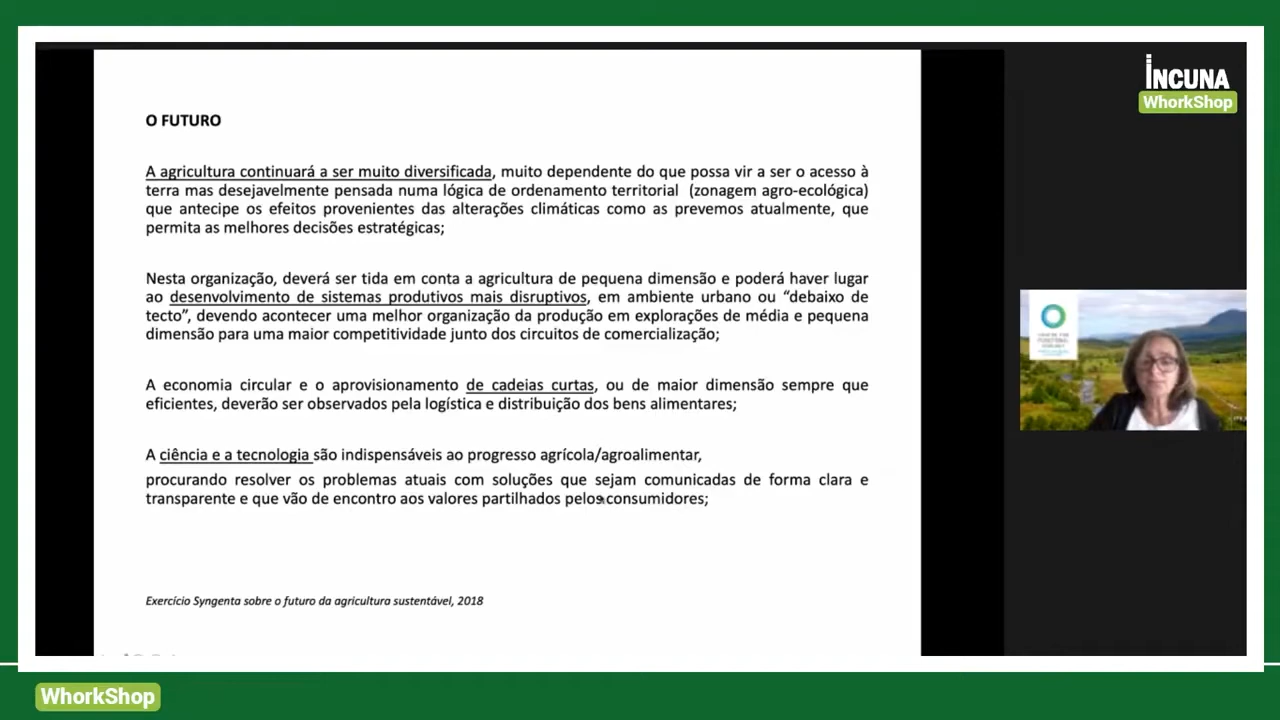 INCUNA
WhorkShop
O FUTURO
A agricultura continuará a ser muito diversificada, muito dependente do que possa vir a ser o acesso à
terra mas desejavelmente pensada numa lógica de ordenamento territorial (zonagem agro-ecológica)
que antecipe os efeitos provenientes das alterações climáticas como as prevemos atualmente, que
permita as melhores decisões estratégicas;
Nesta organização, deverá ser tida em conta a agricultura de pequena dimensão e poderá haver lugar
ao desenvolvimento de sistemas produtivos mais disruptivos, em ambiente urbano ou “debaixo de
tecto”, devendo acontecer uma melhor organização da produção em explorações de média e pequena
dimensão para uma maior competitividade junto dos circuitos de comercialização;
A economia circular e o aprovisionamento de cadeias curtas, ou de maior dimensão sempre que
eficientes, deverão ser observados pela logística e distribuição dos bens alimentares;
A ciência e a tecnologia são indispensáveis ao progresso agrícola/agroalimentar,
procurando resolver os problemas atuais com soluções que sejam comunicadas de forma clara e
transparente e que vão de encontro aos valores partilhados pelos consumidores;
Exercício Syngenta sobre o futuro da agricultura sustentável, 2018
WhorkShop